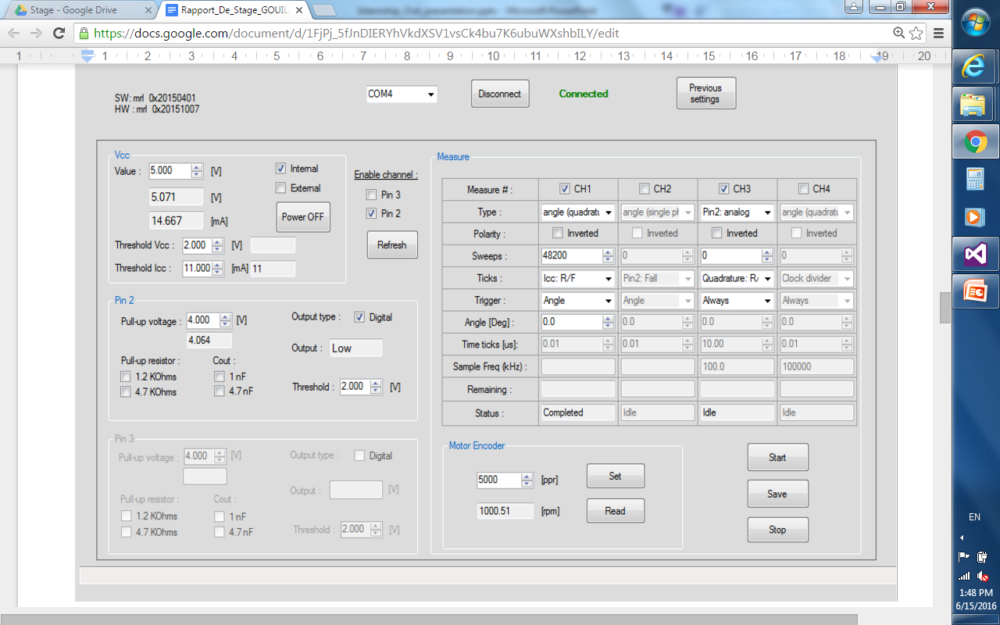 Stage - Google Drive
Rapport_De_Stage_GOUIL
https://docs.google.com/document/d/1FjPj_5fJnDIERYhVkdXSV1vsCk4bu7K6ubuWXshbILY/edit
1 1 2 3 4 5 6 7 8 9 10 11 12 13 14 15 16 17 18 19 20
SW: mrl 0x20150401
HW : mrl 0x20151007
COM4
Disconnect
Connected
Previous settings
Vcc
Value : 5.000 [V]
5.071 [V]
14.667 [mA]
Internal
External
Power OFF
Threshold Vcc : 2.000 [V]
Threshold Icc : 11.000 [mA] 11
Enable channel :
Pin 3
Pin 2
Refresh
Pin 2
Pull-up voltage : 4.000 [V]
4.064
Output type : Digital
Output : Low
Pull-up resistor : Cout :
1.2 KOhms 1 nF
4.7 KOhms 4.7 nF
Threshold : 2.000 [V]
Pin 3
Pull-up voltage : 4.000 [V]
Output type : Digital
Output : [V]
Pull-up resistor : Cout :
1.2 KOhms 1 nF
4.7 KOhms 4.7 nF
Threshold : 2.000 [V]
Measure
Measure # : CH1 CH2 CH3 CH4
Type : angle (quadratu angle (single ph Pin2: analog angle (quadratu
Polarity : Inverted Inverted Inverted Inverted
Sweeps : 48200 0 0 0
Ticks : Icc: R/F Pin2: Fall Quadrature: R/ Clock divider
Trigger : Angle Angle Always Always
Angle [Deg] : 0.0 0.0 0.0 0.0
Time ticks [us]: 0.01 0.01 10.00 0.01
Sample Freq (kHz) : 100.0 100000
Remaining :
Status : Completed Idle Idle Idle
Motor Encoder
5000 [ppr] Set
1000.51 [rpm] Read
Start
Save
Stop
EN
1:48 PM
6/15/2016